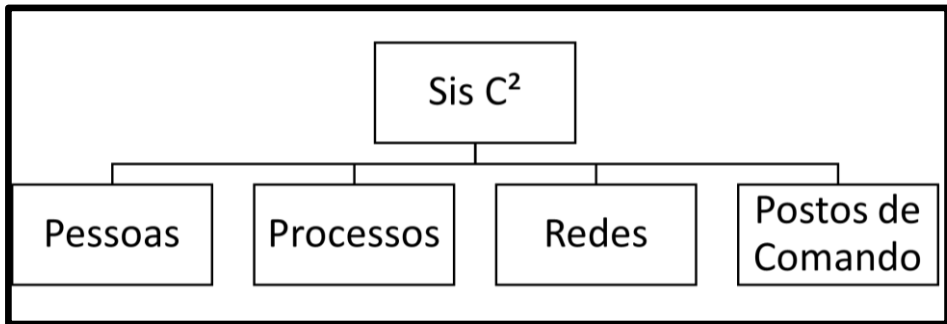 Sis C²
Pessoas
Processos
Redes
Postos de
Comando